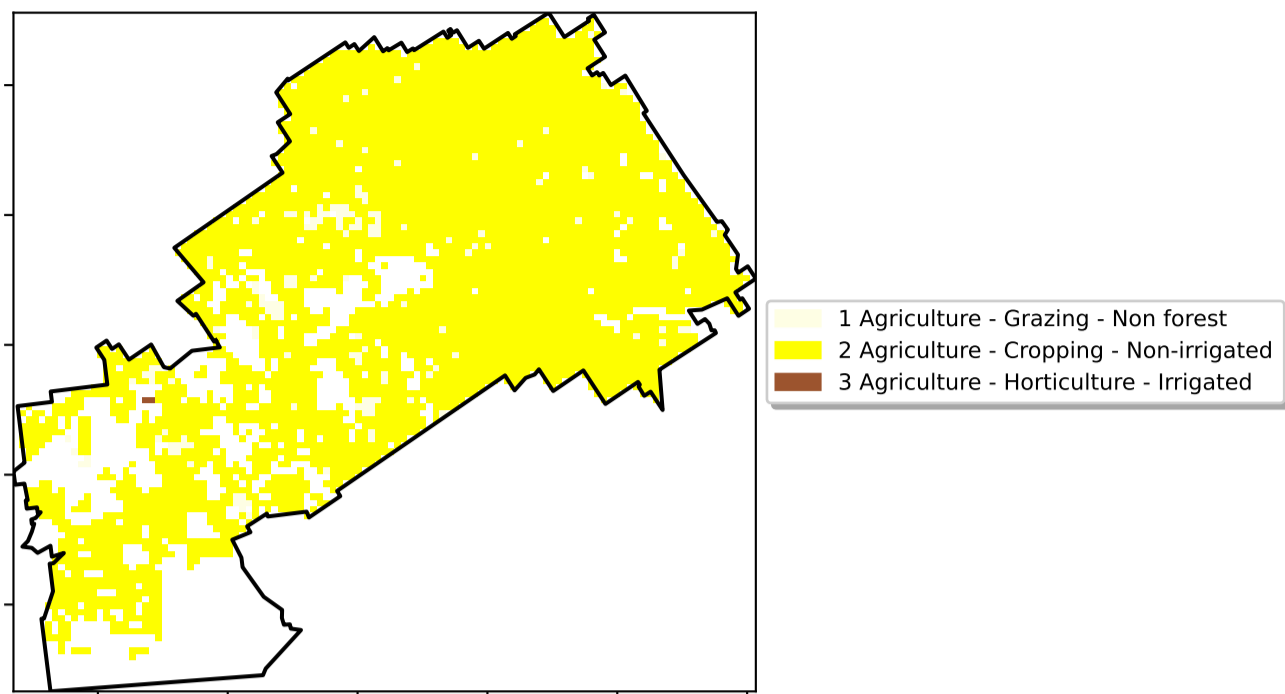 1 Agriculture - Grazing - Non forest
2 Agriculture - Cropping - Non-irrigated
3 Agriculture - Horticulture - Irrigated